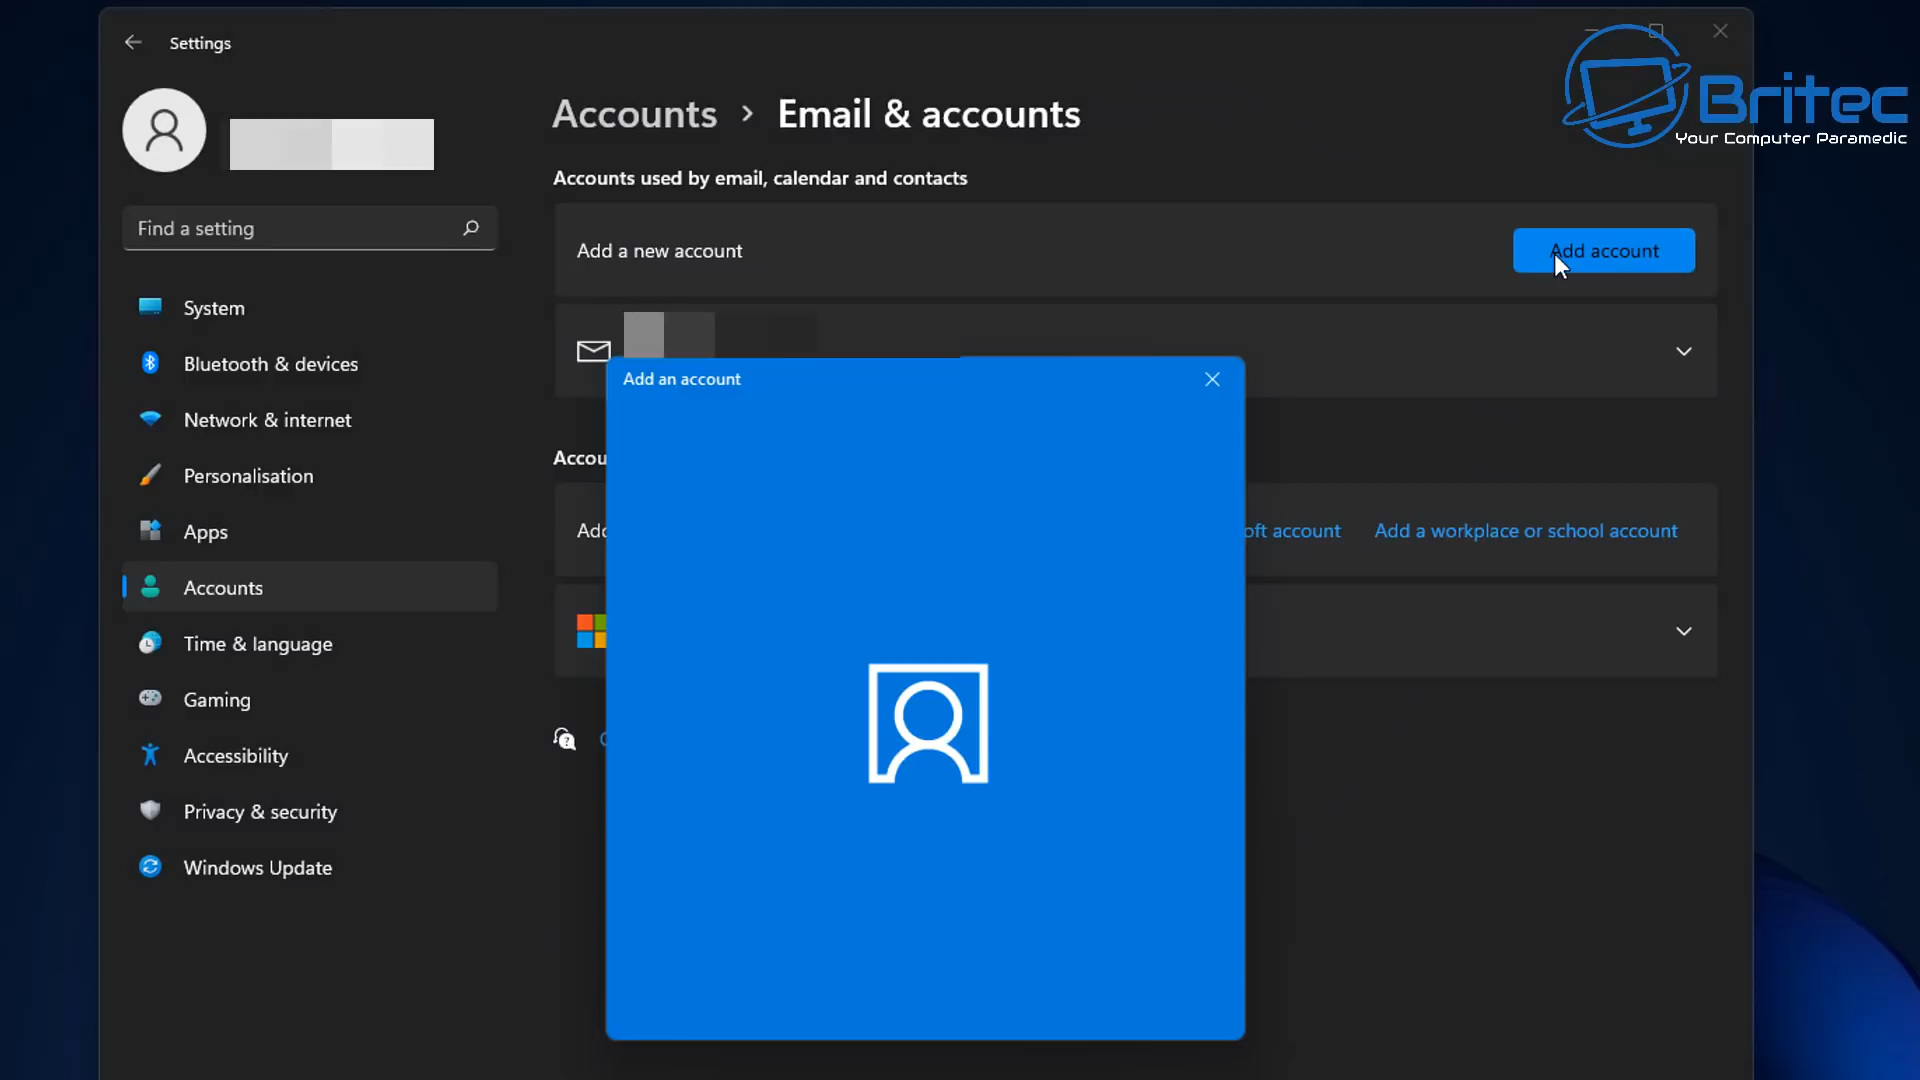 Settings
Britec
Your Computer Paramedic
Accounts > Email & accounts
Accounts used by email, calendar and contacts
Find a setting
Add a new account
Add account
System
Bluetooth & devices
Add an account
Network & internet
Accou
Personalisation
Apps
Add
oft account
Add a workplace or school account
Accounts
Time & language
Gaming
Accessibility
Privacy & security
Windows Update